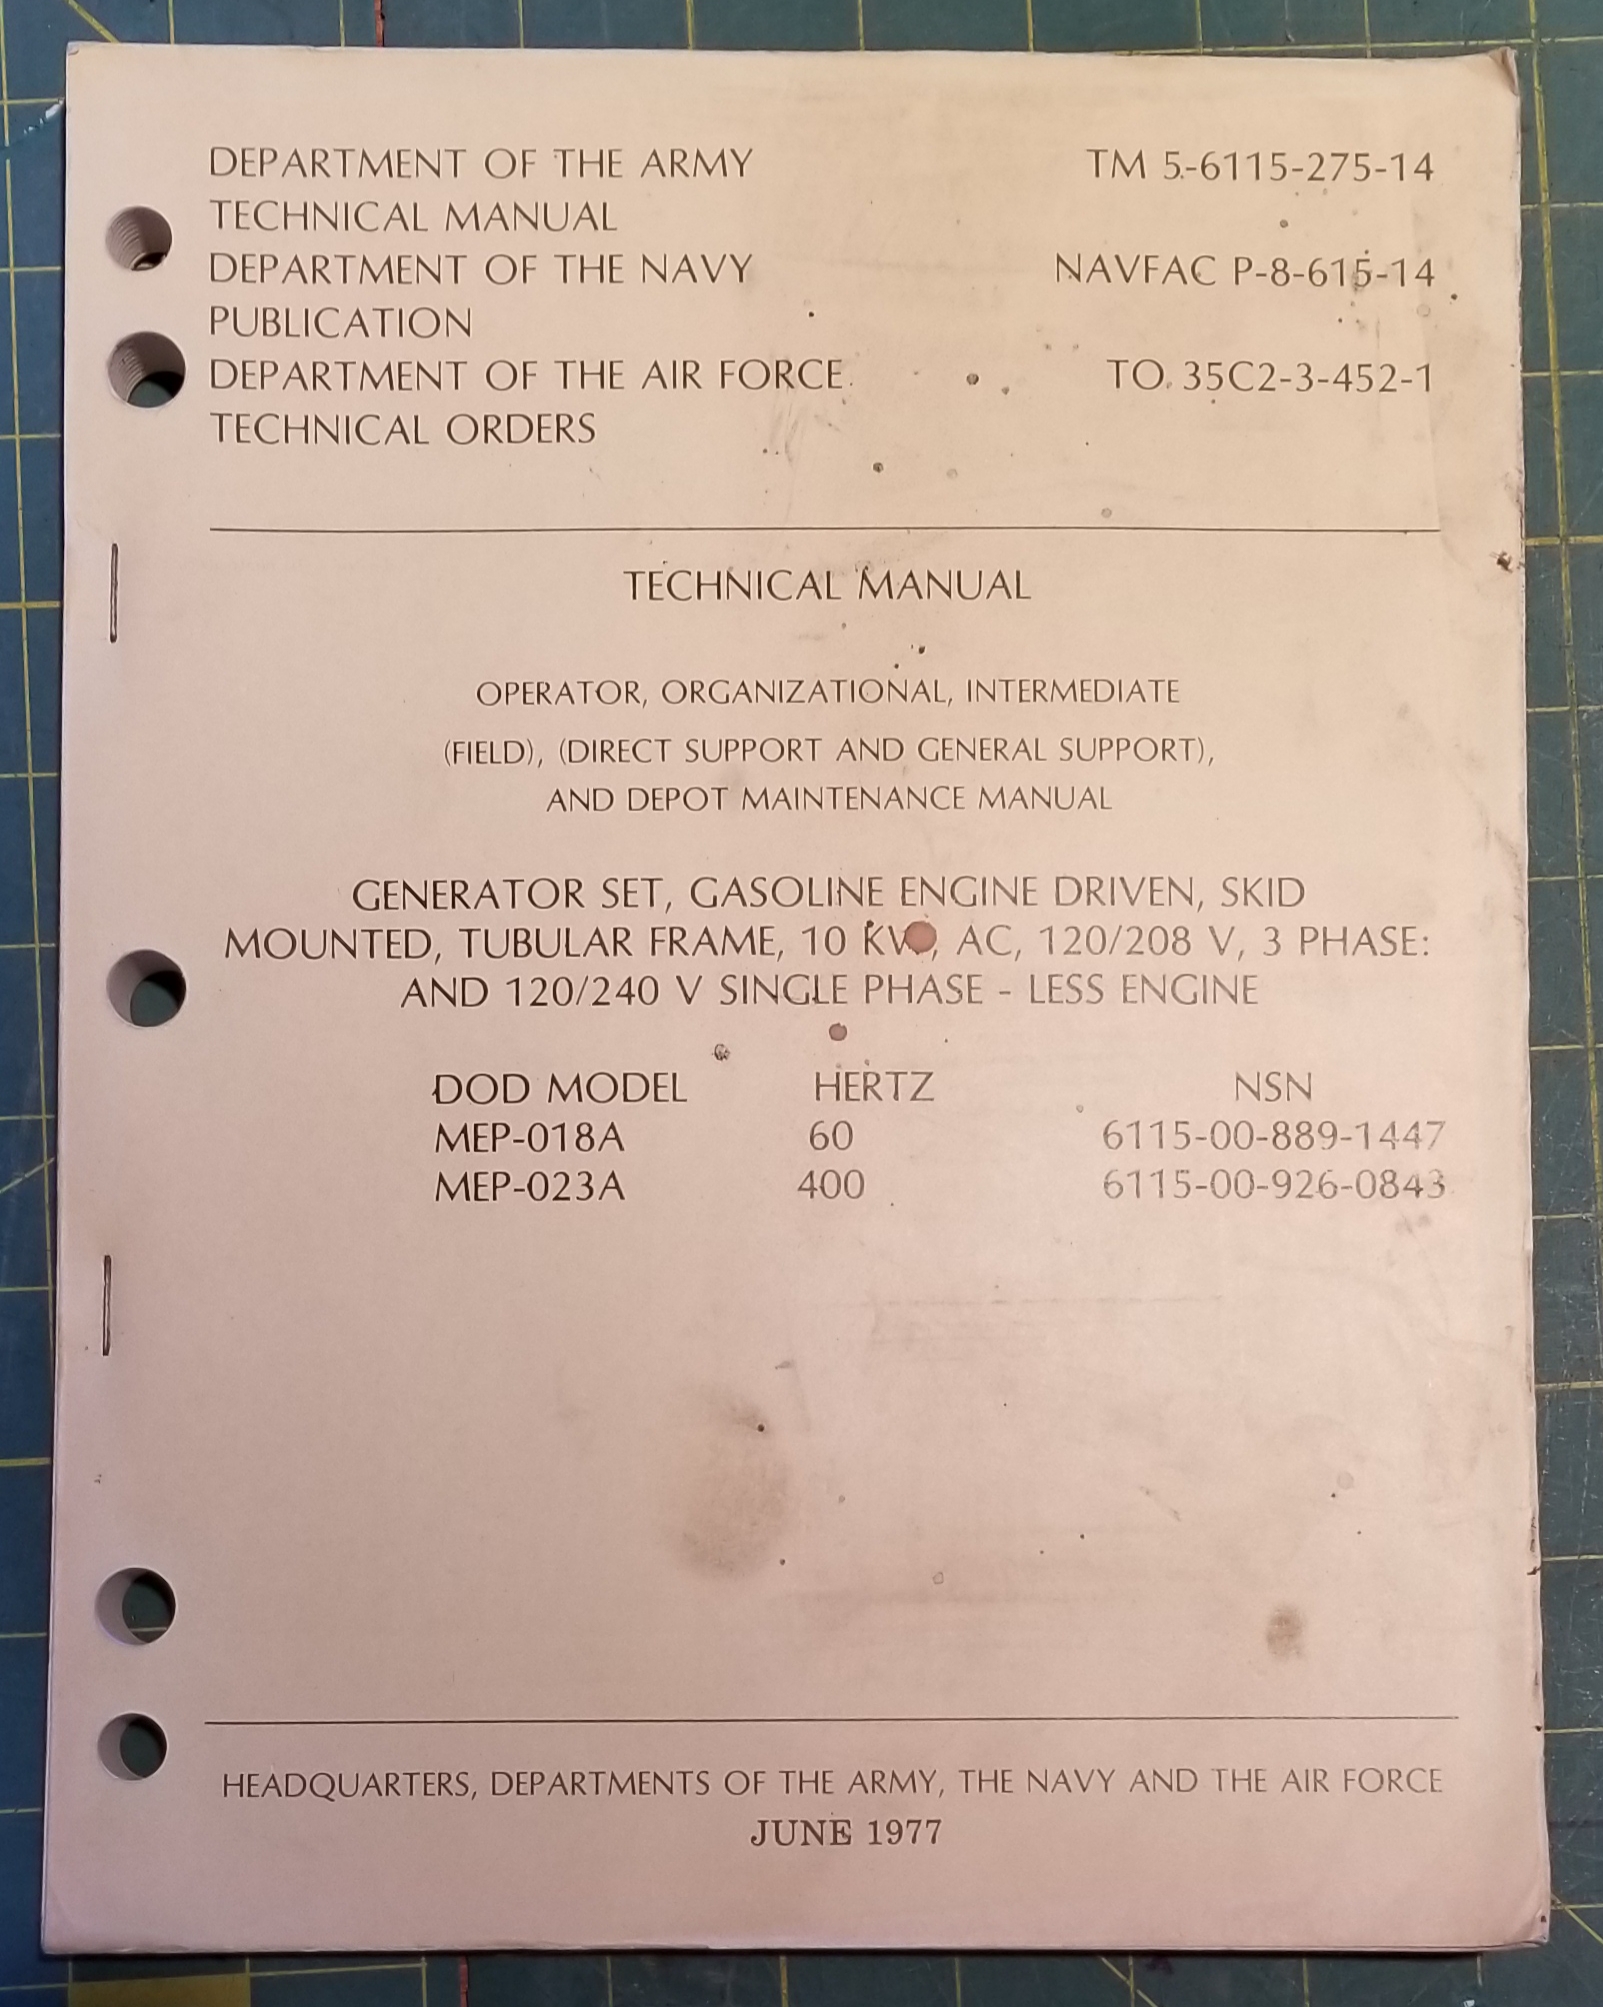 DEPARTMENT OF THE ARMY TM 5-6115-275-14
TECHNICAL MANUAL
DEPARTMENT OF THE NAVY NAVFAC P-8-615-14
PUBLICATION
DEPARTMENT OF THE AIR FORCE TO 35C2-3-452-1
TECHNICAL ORDERS
TECHNICAL MANUAL
OPERATOR, ORGANIZATIONAL, INTERMEDIATE
(FIELD), (DIRECT SUPPORT AND GENERAL SUPPORT),
AND DEPOT MAINTENANCE MANUAL
GENERATOR SET, GASOLINE ENGINE DRIVEN, SKID
MOUNTED, TUBULAR FRAME, 10 KW, AC, 120/208 V, 3 PHASE:
AND 120/240 V SINGLE PHASE - LESS ENGINE
DOD MODEL HERTZ NSN
MEP-018A 60 6115-00-889-1447
MEP-023A 400 6115-00-926-0843
HEADQUARTERS, DEPARTMENTS OF THE ARMY, THE NAVY AND THE AIR FORCE
JUNE 1977